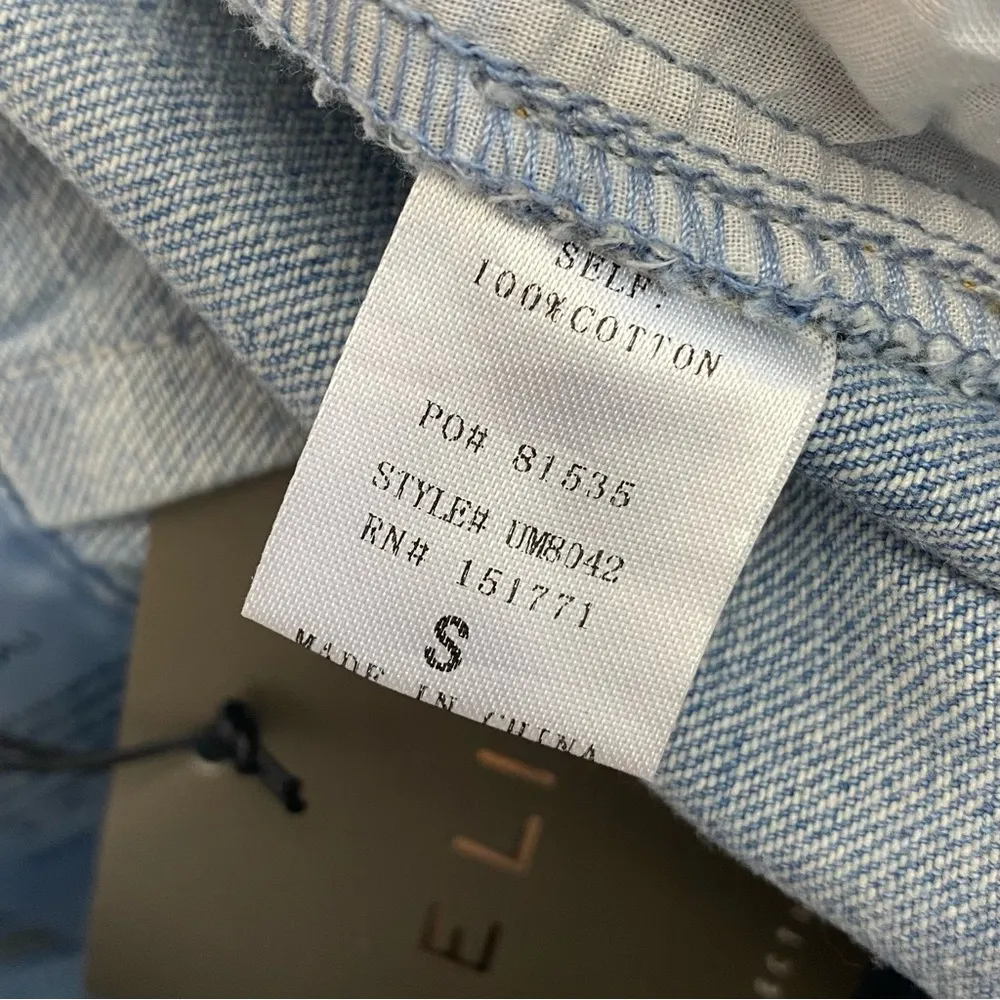 SELF:
100%COTTON
PO# 81535
STYLE# UM8042
RN# 151771
S
MADE IN CHINA
ELI